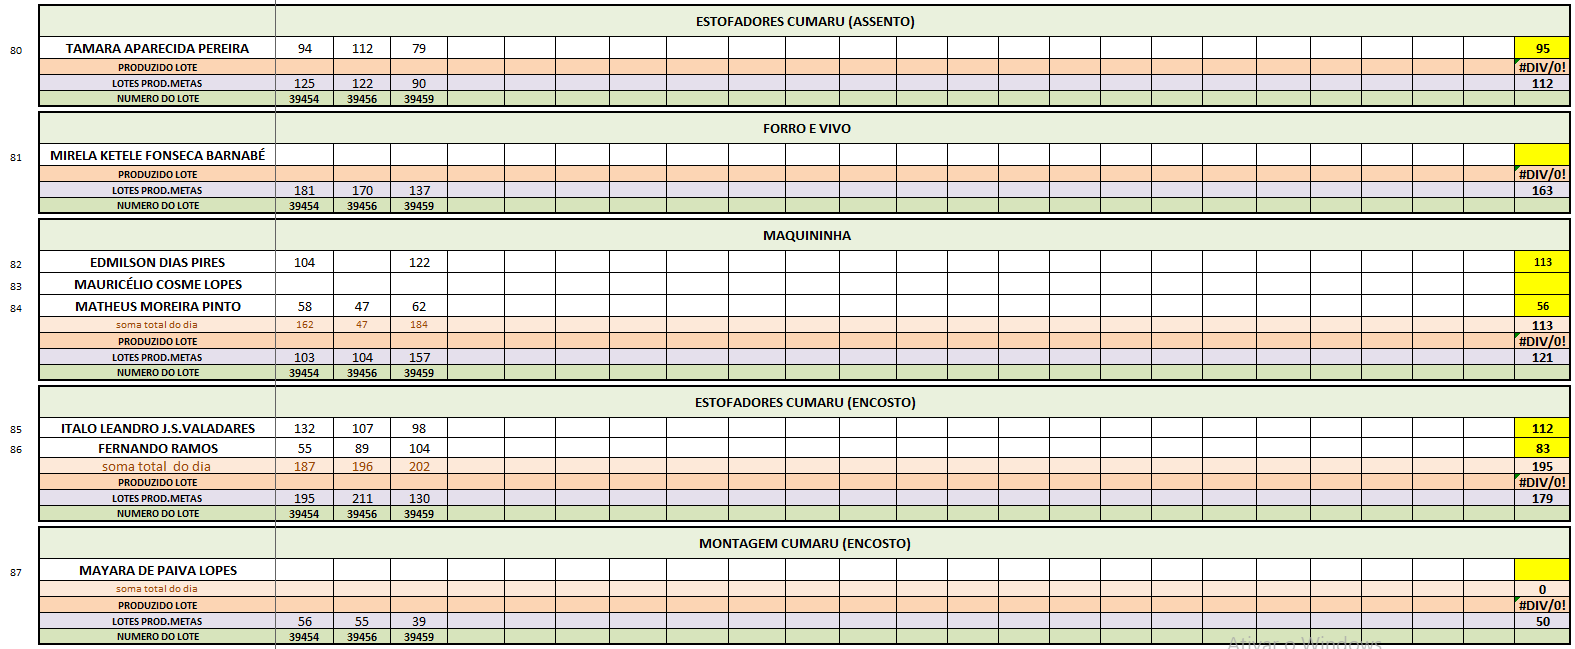 ESTOFADORES CUMARU (ASSENTO)
80 TAMARA APARECIDA PEREIRA 94 112 79 95
PRODUZIDO LOTE #DIV/0!
LOTES PROD.METAS 125 122 90 112
NUMERO DO LOTE 39454 39456 39459
FORRO E VIVO
81 MIRELA KETELE FONSECA BARNABÉ
PRODUZIDO LOTE #DIV/0!
LOTES PROD.METAS 181 170 137 163
NUMERO DO LOTE 39454 39456 39459
MAQUININHA
82 EDMILSON DIAS PIRES 104 122 113
83 MAURICÉLIO COSME LOPES
84 MATHEUS MOREIRA PINTO 58 47 62 56
soma total do dia 162 47 184 113
PRODUZIDO LOTE #DIV/0!
LOTES PROD.METAS 103 104 157 121
NUMERO DO LOTE 39454 39456 39459
ESTOFADORES CUMARU (ENCOSTO)
85 ITALO LEANDRO J.S.VALADARES 132 107 98 112
86 FERNANDO RAMOS 55 89 104 83
soma total do dia 187 196 202 195
PRODUZIDO LOTE #DIV/0!
LOTES PROD.METAS 195 211 130 179
NUMERO DO LOTE 39454 39456 39459
MONTAGEM CUMARU (ENCOSTO)
87 MAYARA DE PAIVA LOPES
soma total do dia 0
PRODUZIDO LOTE #DIV/0!
LOTES PROD.METAS 56 55 39 50
NUMERO DO LOTE 39454 39456 39459
Ativar o Windows